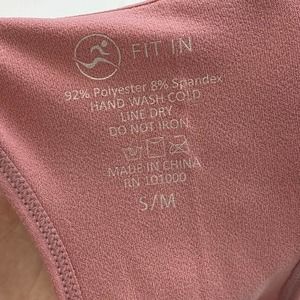 FIT IN
92% Polyester 8% Spandex
HAND WASH COLD
LINE DRY
DO NOT IRON
MADE IN CHINA
RN 101000
S/M